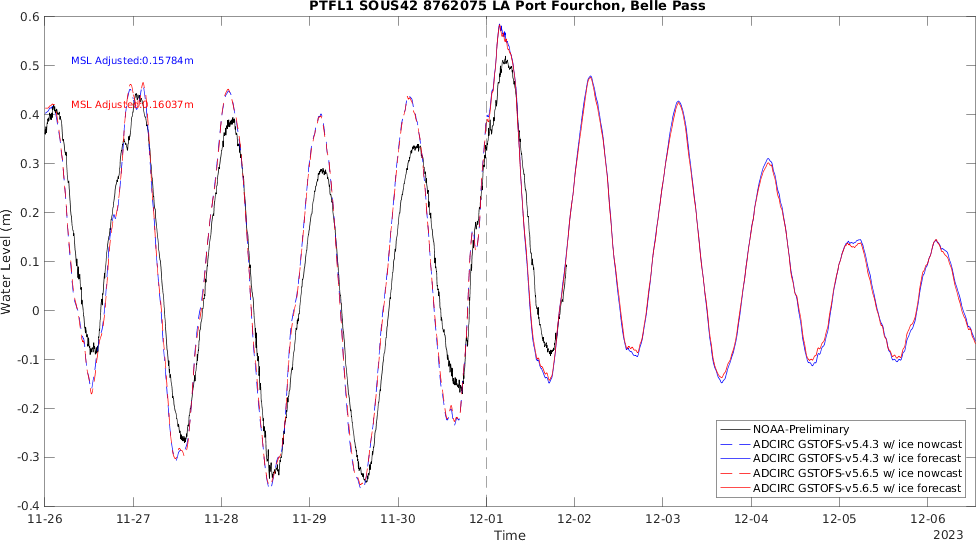 PTFL1 SOUS42 8762075 LA Port Fourchon, Belle Pass
0.6
0.5
0.4
0.3
0.2
0.1
0
-0.1
-0.2
-0.3
-0.4
Water Level (m)
MSL Adjusted:0.15784m
MSL Adjusted:0.16037m
NOAA-Preliminary
ADCIRC GSTOFS-v5.4.3 w/ ice nowcast
ADCIRC GSTOFS-v5.4.3 w/ ice forecast
ADCIRC GSTOFS-v5.6.5 w/ ice nowcast
ADCIRC GSTOFS-v5.6.5 w/ ice forecast
11-26 11-27 11-28 11-29 11-30 12-01 12-02 12-03 12-04 12-05 12-06
Time
2023